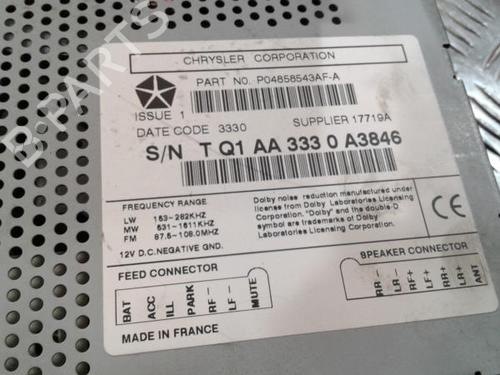 CHRYSLER CORPORATION
PART NO. P04858543AF-A
ISSUE 1
DATE CODE 3330 SUPPLIER 17719A
S/N T Q1 AA 333 0 A3846
FREQUENCY RANGE
LW 153-282KHZ
MW 531-1611KHZ
FM 87.5-108.0MHZ
12V D.C.NEGATIVE GND.
Dolby noise reduction manufactured under
license from Dolby Laboratories Licensing
Corporation. "Dolby" and the double-D
symbol are trademarks of Dolby
Laboratories Licensing Corporation.
CE
FEED CONNECTOR
BAT ACC ILL PARK RF- LF- MUTE
SPEAKER CONNECTOR
RR- LR- RF+ LF+ RR+ LR+ ANT
MADE IN FRANCE